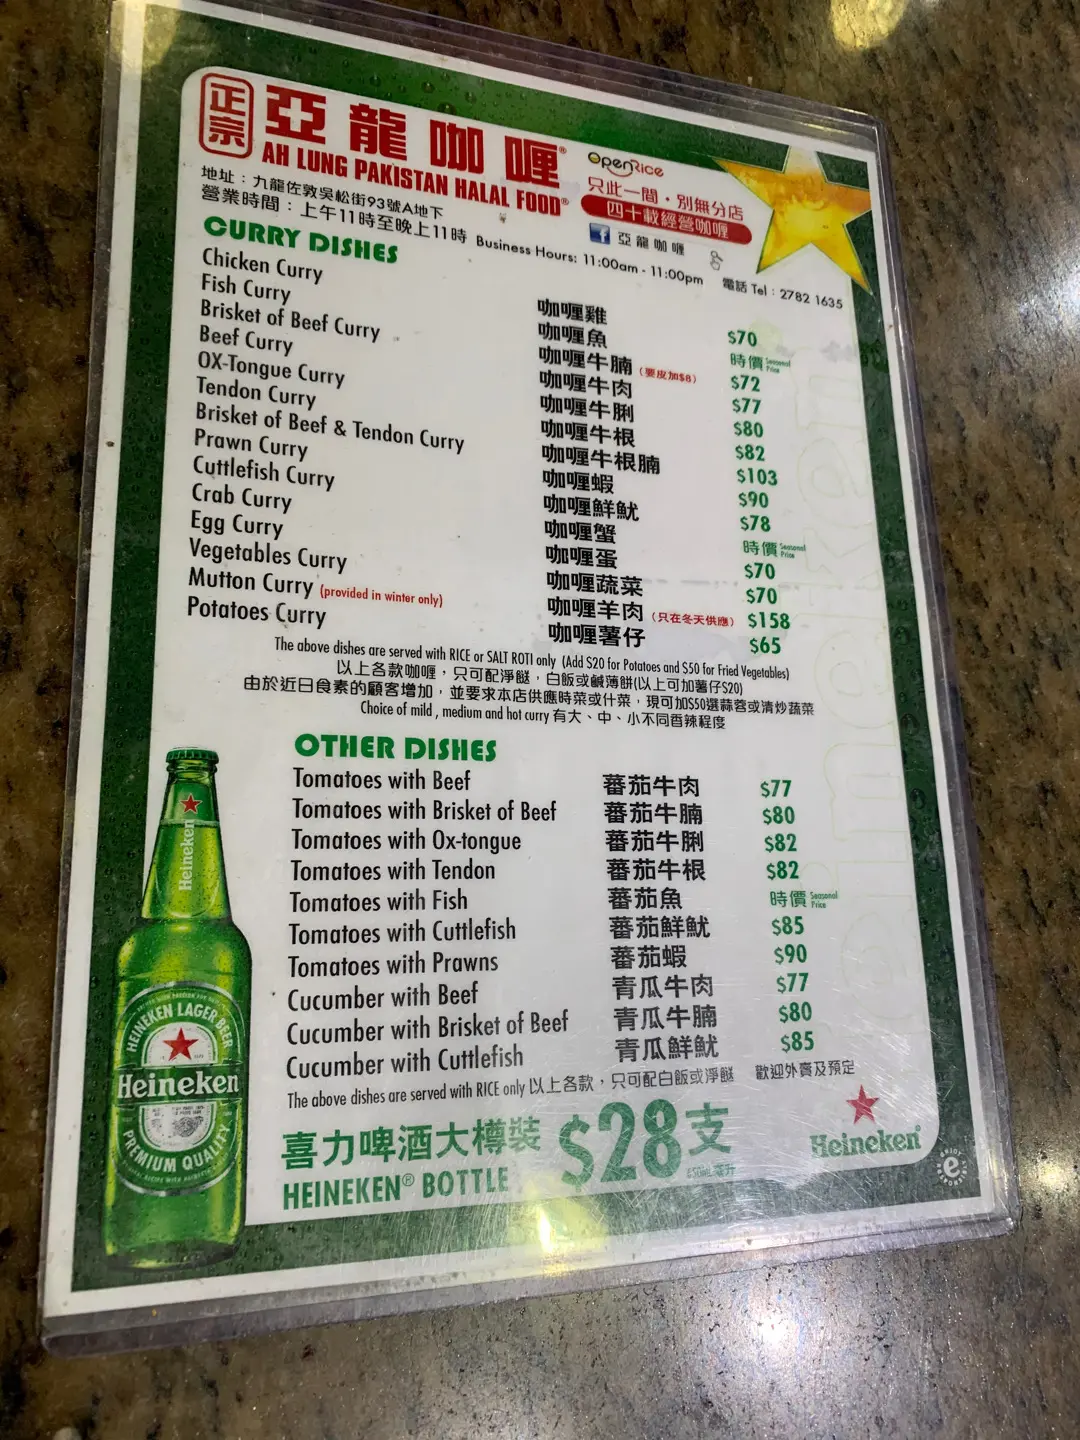 正宗 亞龍咖喱®
AH LUNG PAKISTAN HALAL FOOD®
OpenRice
只此一間・別無分店
四十載經營咖喱
f 亞龍咖喱
地址：九龍佐敦吳松街93號A地下
營業時間：上午11時至晚上11時 Business Hours: 11:00am - 11:00pm 電話 Tel：2782 1635
CURRY DISHES
Chicken Curry 咖喱雞 $70
Fish Curry 咖喱魚 時價 Seasonal Price
Brisket of Beef Curry 咖喱牛腩（要皮加$8） $72
Beef Curry 咖喱牛肉 $77
OX-Tongue Curry 咖喱牛脷 $80
Tendon Curry 咖喱牛根 $82
Brisket of Beef & Tendon Curry 咖喱牛根腩 $103
Prawn Curry 咖喱蝦 $90
Cuttlefish Curry 咖喱鮮魷 $78
Crab Curry 咖喱蟹 時價 Seasonal Price
Egg Curry 咖喱蛋 $70
Vegetables Curry 咖喱蔬菜 $70
Mutton Curry (provided in winter only) 咖喱羊肉（只在冬天供應） $158
Potatoes Curry 咖喱薯仔 $65
The above dishes are served with RICE or SALT ROTI only (Add $20 for Potatoes and $50 for Fried Vegetables)
以上各款咖喱，只可配淨餸，白飯或鹹薄餅(以上可加薯仔$20)
由於近日食素的顧客增加，並要求本店供應時菜或什菜，現可加$50選蒜蓉或清炒蔬菜
Choice of mild , medium and hot curry 有大、中、小不同香辣程度
OTHER DISHES
Tomatoes with Beef 蕃茄牛肉 $77
Tomatoes with Brisket of Beef 蕃茄牛腩 $80
Tomatoes with Ox-tongue 蕃茄牛脷 $82
Tomatoes with Tendon 蕃茄牛根 $82
Tomatoes with Fish 蕃茄魚 時價 Seasonal Price
Tomatoes with Cuttlefish 蕃茄鮮魷 $85
Tomatoes with Prawns 蕃茄蝦 $90
Cucumber with Beef 青瓜牛肉 $77
Cucumber with Brisket of Beef 青瓜牛腩 $80
Cucumber with Cuttlefish 青瓜鮮魷 $85
The above dishes are served with RICE only 以上各款，只可配白飯或淨餸 歡迎外賣及預定
喜力啤酒大樽裝 $28支
HEINEKEN® BOTTLE
Heineken®
Heineken
HEINEKEN LAGER BEER
Heineken
PREMIUM QUALITY